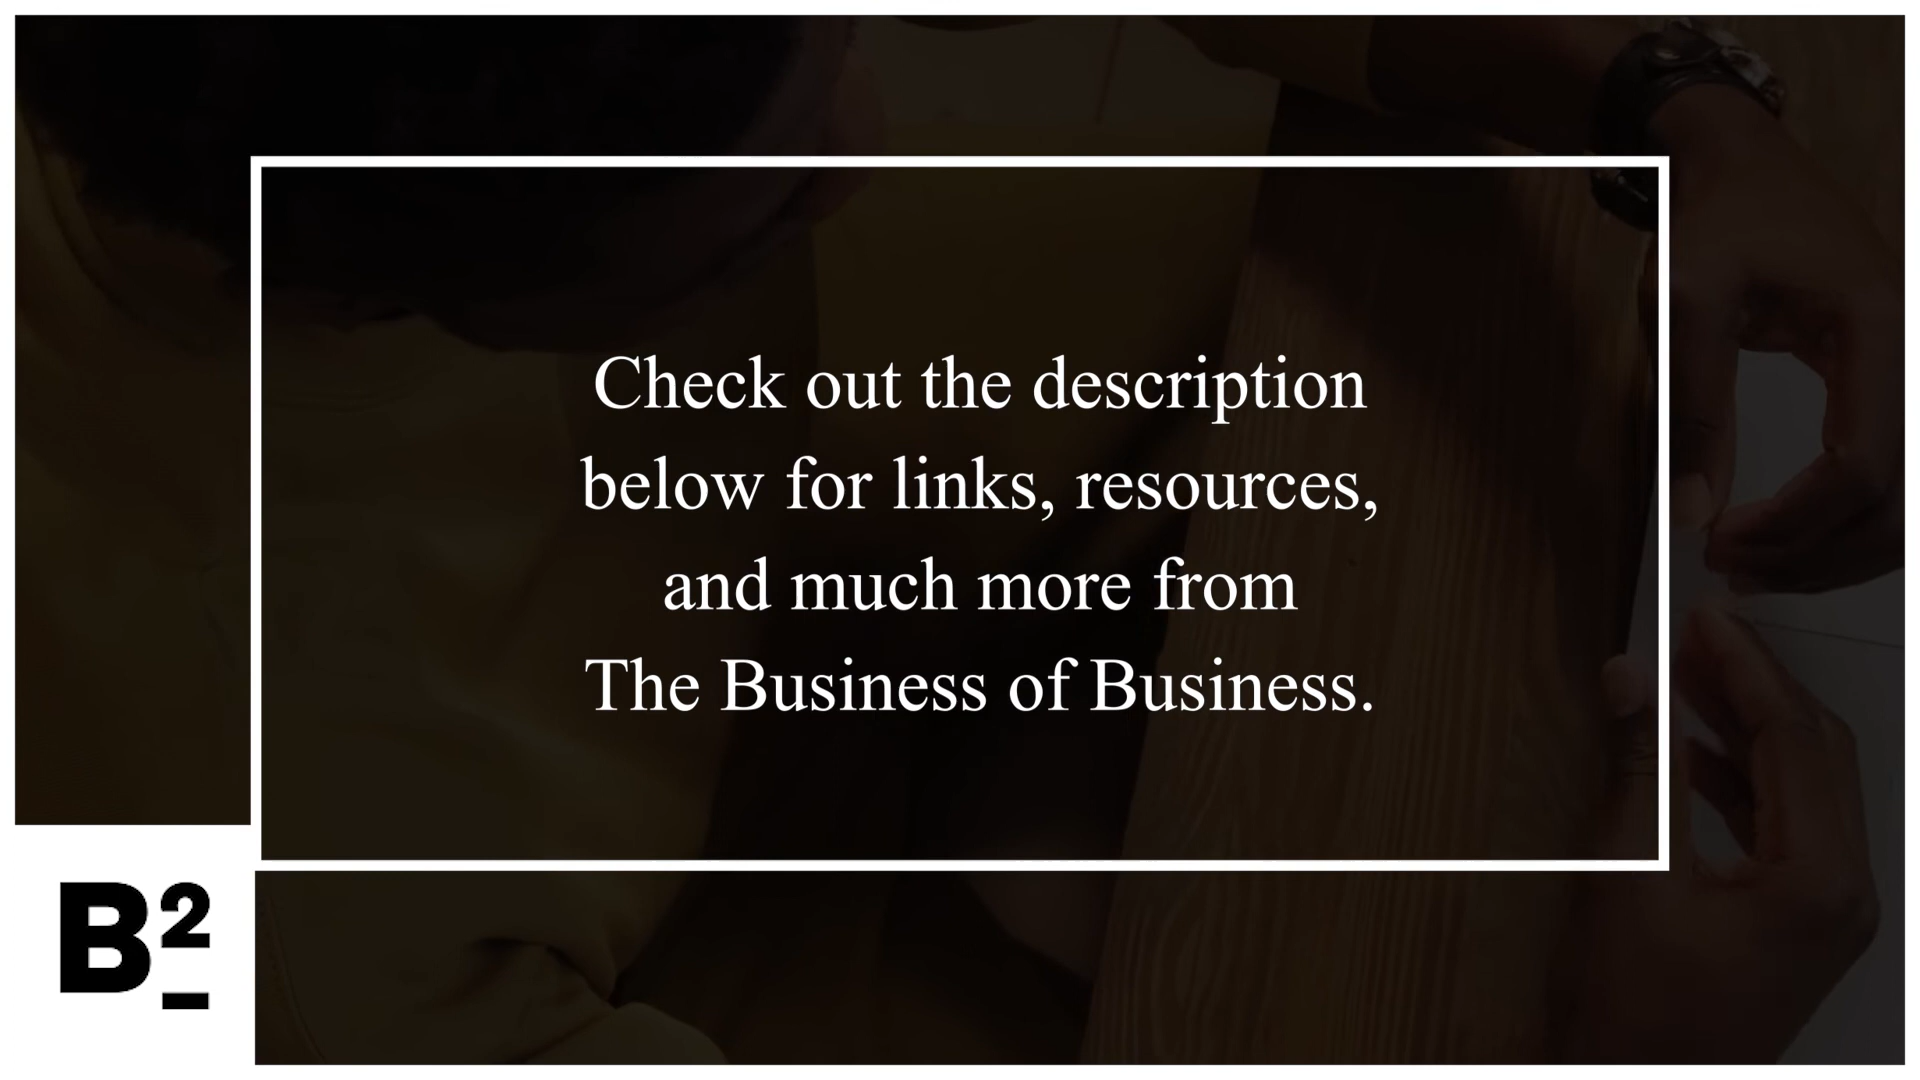 Check out the description
below for links, resources,
and much more from
The Business of Business.
B2